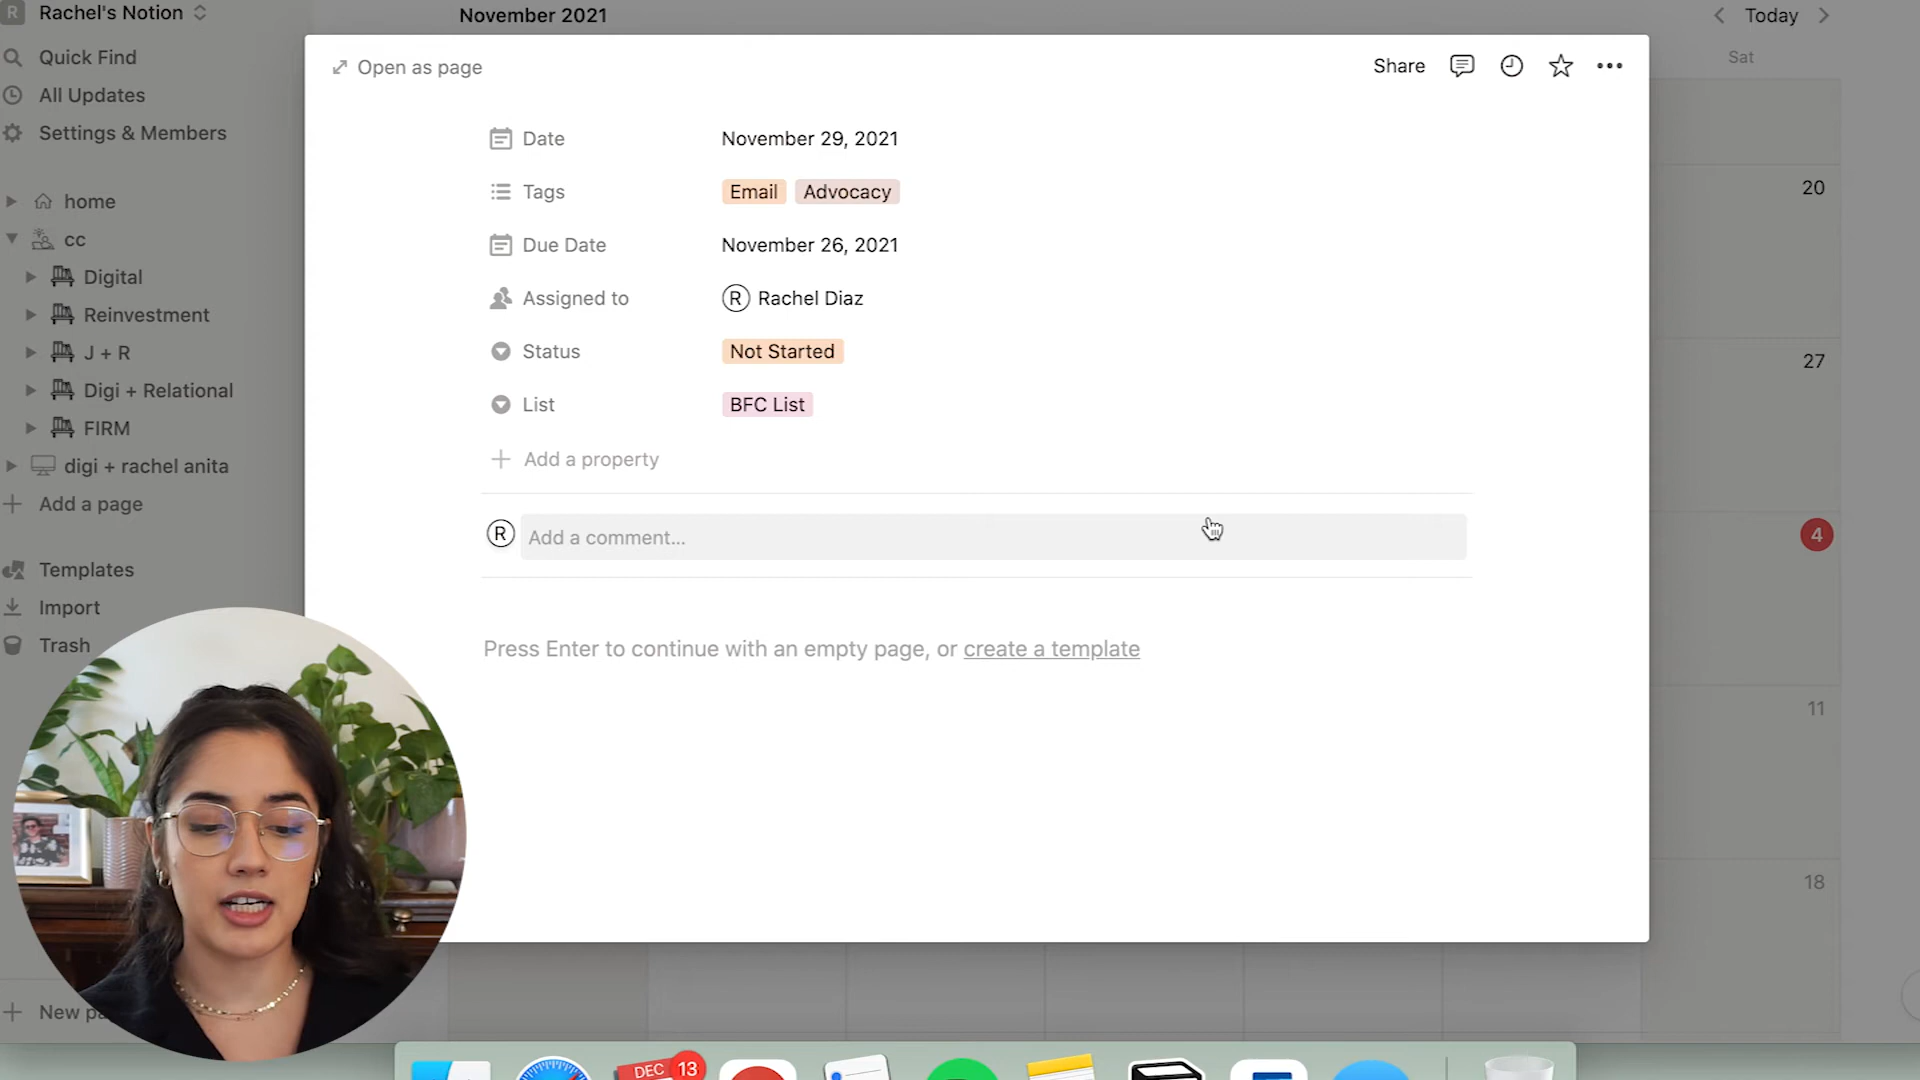 R Rachel's Notion
November 2021
Today
Quick Find
All Updates
Settings & Members
home
cc
Digital
Reinvestment
J + R
Digi + Relational
FIRM
digi + rachel anita
Add a page
Templates
Import
Trash
Open as page
Share
Date November 29, 2021
Tags Email Advocacy
Due Date November 26, 2021
Assigned to R Rachel Diaz
Status Not Started
List BFC List
Add a property
R Add a comment...
Press Enter to continue with an empty page, or create a template
Sat
20
27
4
11
18
New
DEC 13